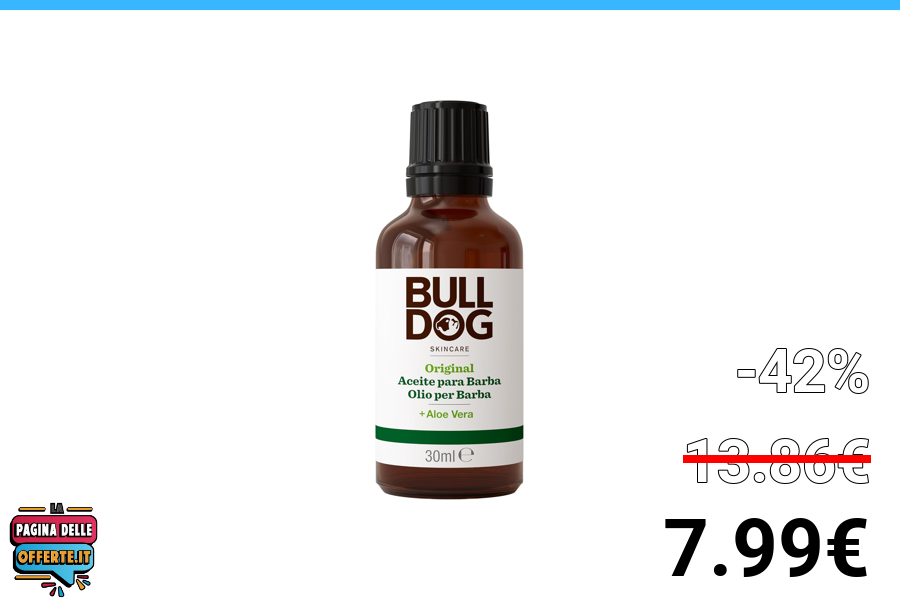 BULL
DOG
SKINCARE
Original
Aceite para Barba
Olio per Barba
+ Aloe Vera
30ml ℮
-42%
13.86€
7.99€
LA
PAGINA DELLE
OFFERTE.IT